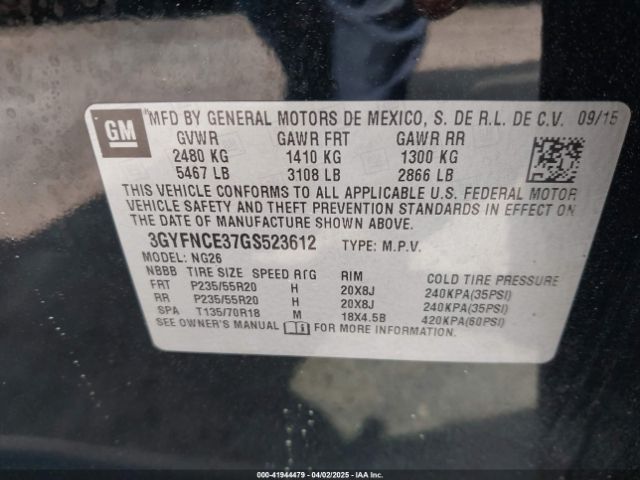 GM
MFD BY GENERAL MOTORS DE MEXICO, S. DE R.L. DE C.V. 09/15
GVWR GAWR FRT GAWR RR
2480 KG 1410 KG 1300 KG
5467 LB 3108 LB 2866 LB
THIS VEHICLE CONFORMS TO ALL APPLICABLE U.S. FEDERAL MOTOR
VEHICLE SAFETY AND THEFT PREVENTION STANDARDS IN EFFECT ON
THE DATE OF MANUFACTURE SHOWN ABOVE.
3GYFNCE37GS523612 TYPE: M.P.V.
MODEL: NG26
NBBB TIRE SIZE SPEED RTG RIM COLD TIRE PRESSURE
FRT P235/55R20 H 20X8J 240KPA(35PSI)
RR P235/55R20 H 20X8J 240KPA(35PSI)
SPA T135/70R18 M 18X4.5B 420KPA(60PSI)
SEE OWNER'S MANUAL FOR MORE INFORMATION.
000-41944479 - 04/02/2025 - IAAI.COM